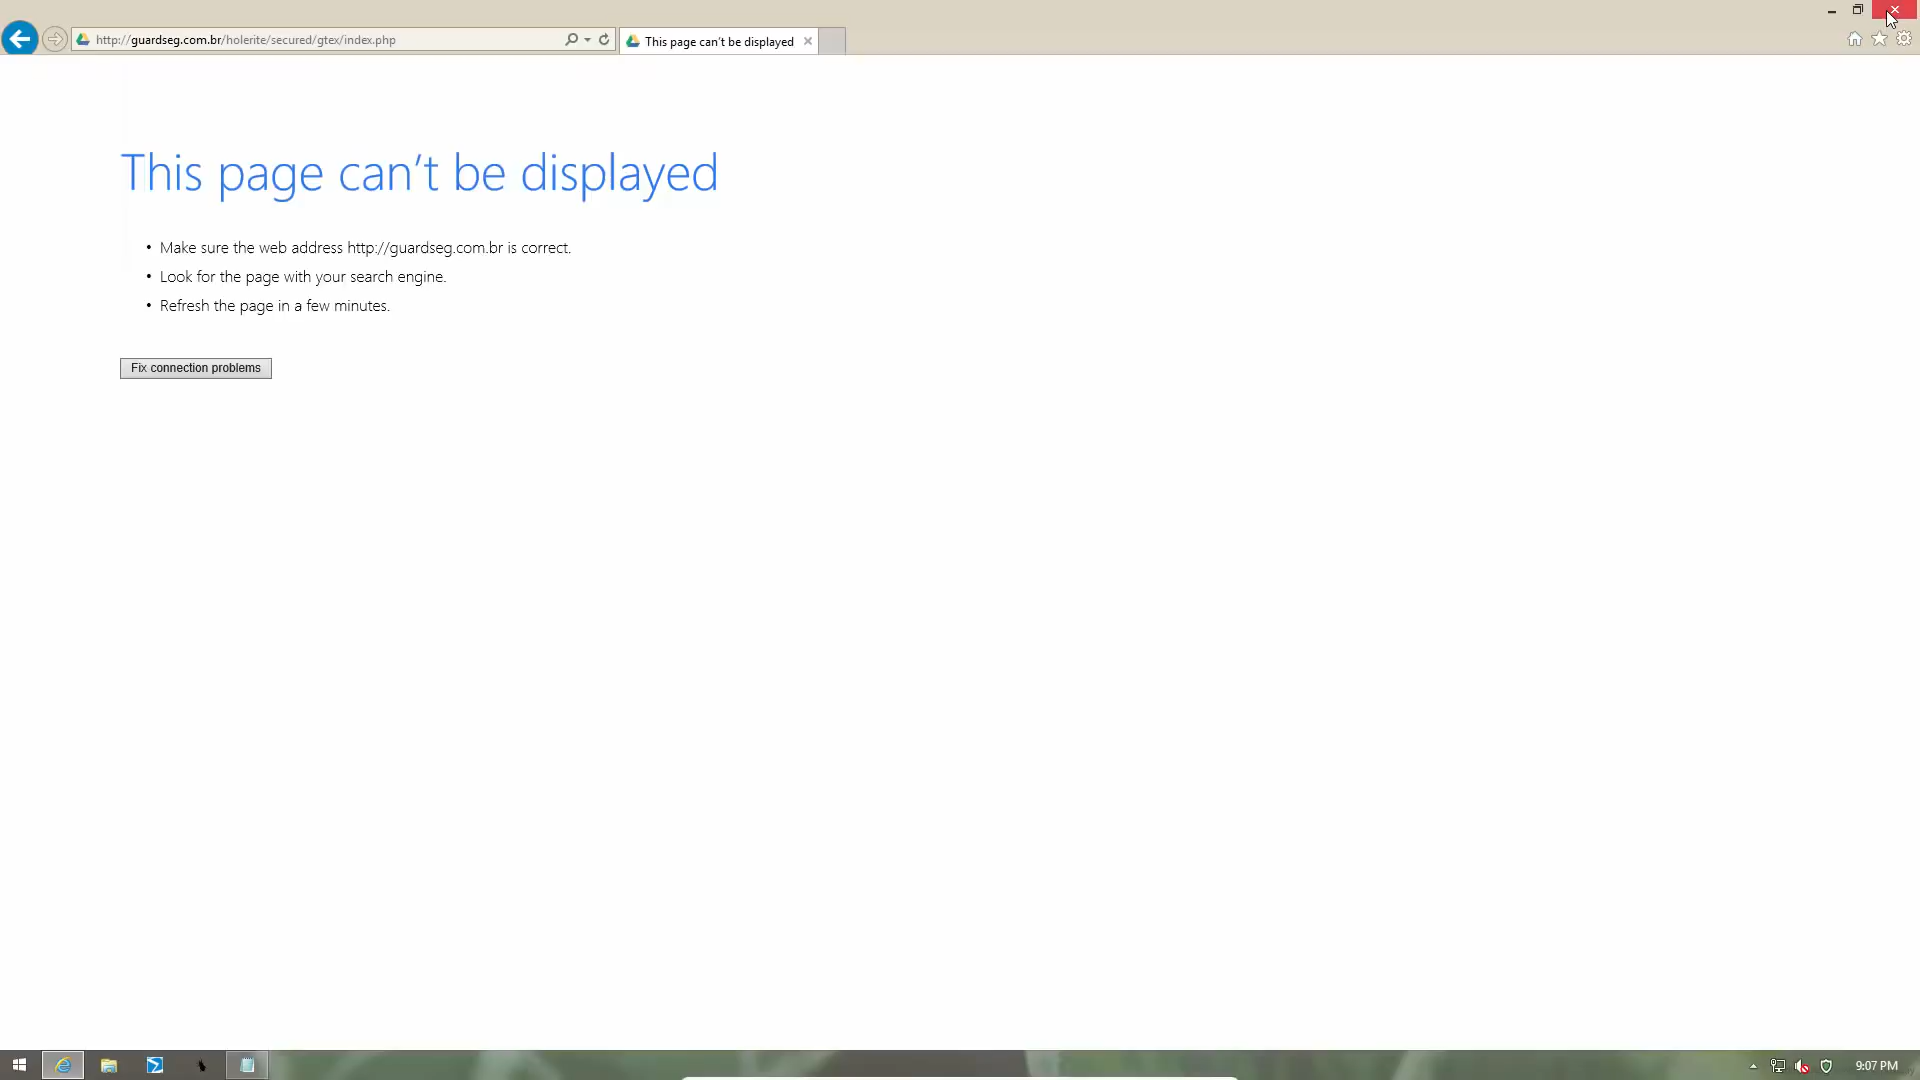 http://guardseg.com.br/holerite/secured/gtex/index.php
This page can't be displayed
This page can't be displayed
• Make sure the web address http://guardseg.com.br is correct.
• Look for the page with your search engine.
• Refresh the page in a few minutes.
Fix connection problems
9:07 PM